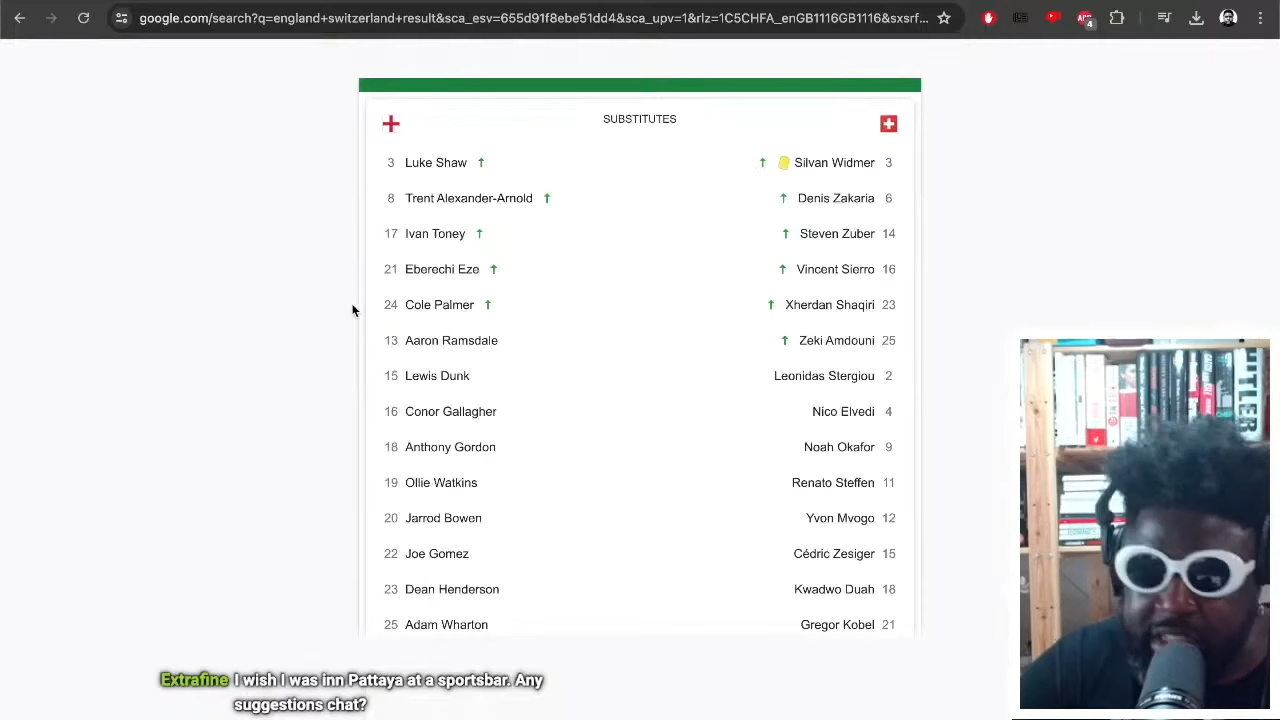 google.com/search?q=england+switzerland+result&sca_esv=655d91f8ebe51dd4&sca_upv=1&rlz=1C5CHFA_enGB1116GB1116&sxsrf...
4
SUBSTITUTES
3 Luke Shaw Silvan Widmer 3
8 Trent Alexander-Arnold Denis Zakaria 6
17 Ivan Toney Steven Zuber 14
21 Eberechi Eze Vincent Sierro 16
24 Cole Palmer Xherdan Shaqiri 23
13 Aaron Ramsdale Zeki Amdouni 25
15 Lewis Dunk Leonidas Stergiou 2
16 Conor Gallagher Nico Elvedi 4
18 Anthony Gordon Noah Okafor 9
19 Ollie Watkins Renato Steffen 11
20 Jarrod Bowen Yvon Mvogo 12
22 Joe Gomez Cédric Zesiger 15
23 Dean Henderson Kwadwo Duah 18
25 Adam Wharton Gregor Kobel 21
Extrafine I wish I was inn Pattaya at a sportsbar. Any
suggestions chat?